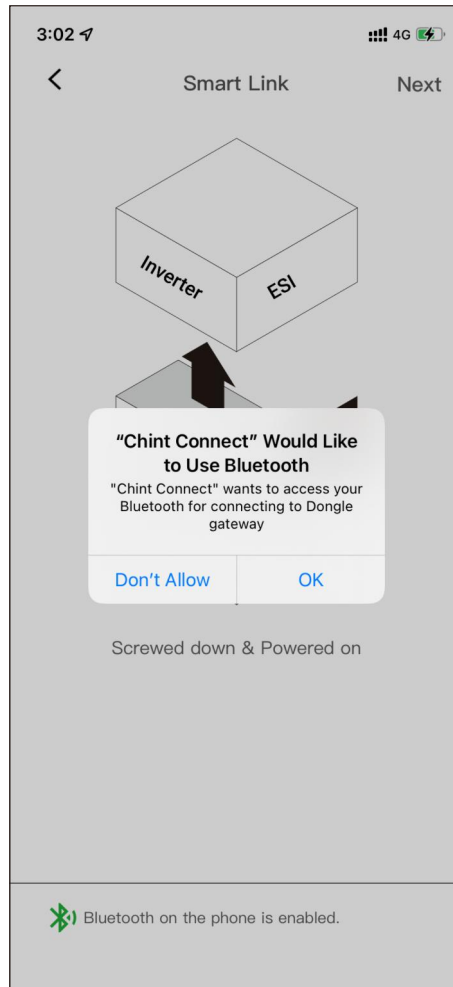 3:02
4G
Smart Link
Next
Inverter
ESI
“Chint Connect” Would Like
to Use Bluetooth
"Chint Connect" wants to access your
Bluetooth for connecting to Dongle
gateway
Don’t Allow
OK
Screwed down & Powered on
Bluetooth on the phone is enabled.